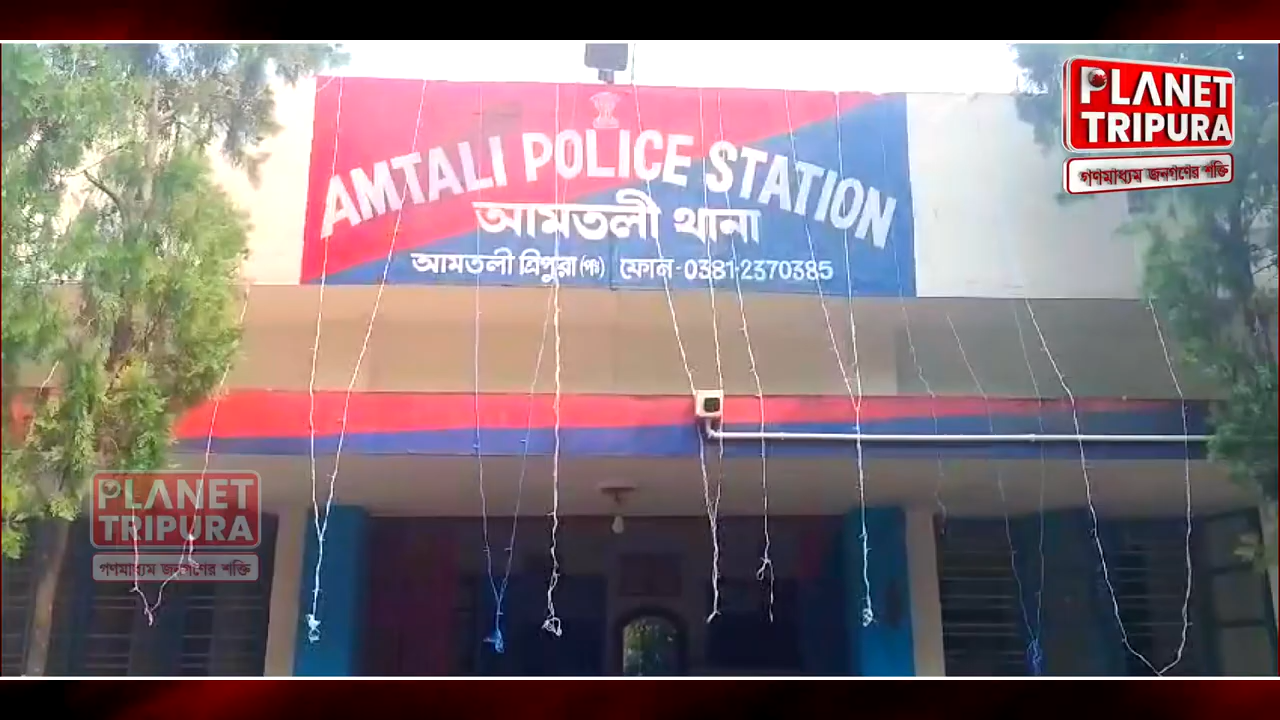 PLANET
TRIPURA
গণমাধ্যম জনগণের শক্তি
AMTALI POLICE STATION
আমতলী থানা
আমতলী ত্রিপুরা (পঃ) ফোন-0381-2370385
PLANET
TRIPURA
গণমাধ্যম জনগণের শক্তি